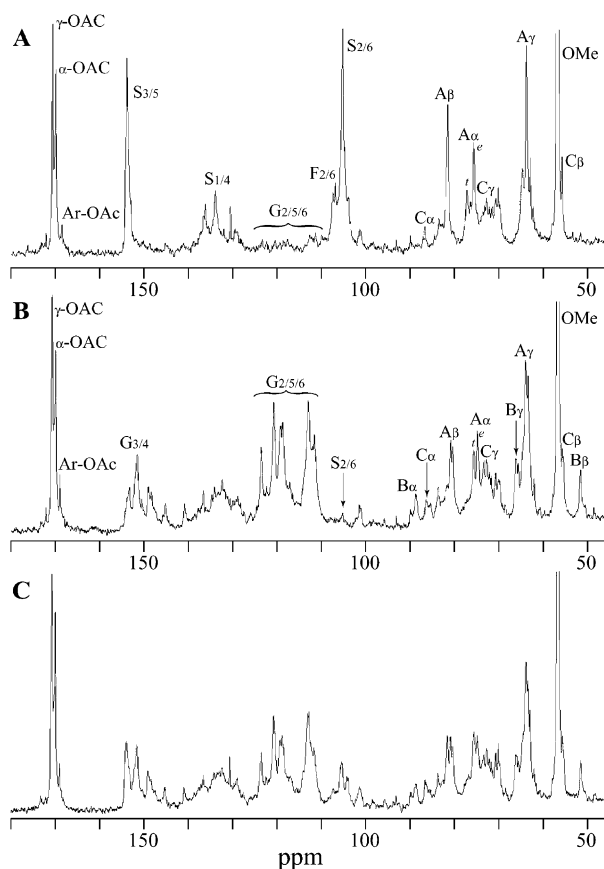 A
γ-OAC
α-OAC
Ar-OAc
S3/5
S1/4
G2/5/6
F2/6
S2/6
Cα
Aβ
Aα
t
e
Cγ
Aγ
OMe
Cβ
150
100
50
B
γ-OAC
α-OAC
Ar-OAc
G3/4
G2/5/6
S2/6
Bα
Cα
Aβ
Aα
t
e
Cγ
Bγ
Aγ
OMe
Cβ
Bβ
150
100
50
C
150
100
50
ppm